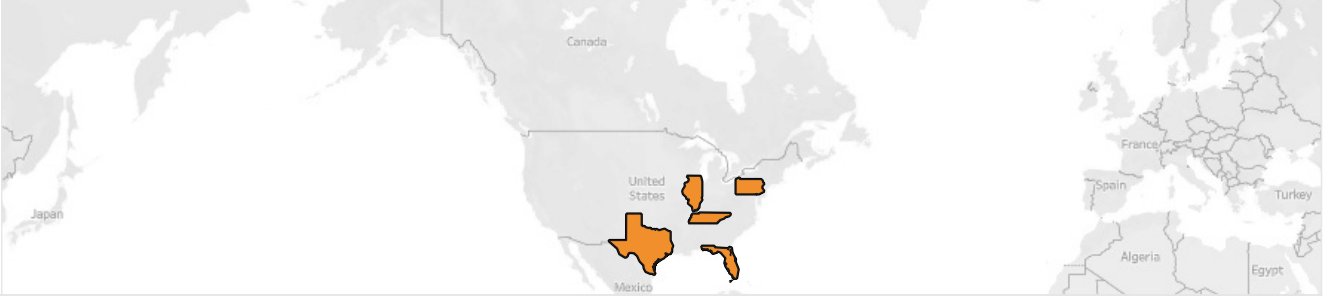 Canada
France
United
States
Spain
Turkey
Japan
Algeria
Egypt
Mexico